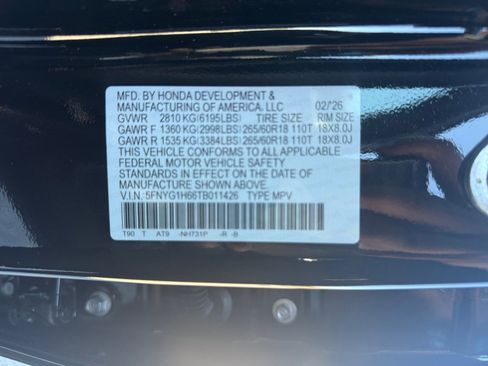 MFD. BY HONDA DEVELOPMENT &
MANUFACTURING OF AMERICA, LLC 02/26
GVWR 2810 KG(6195LBS) TIRE SIZE RIM SIZE
GAWR F 1360 KG(2998LBS) 265/60R18 110T 18X8.0J
GAWR R 1535 KG(3384LBS) 265/60R18 110T 18X8.0J
THIS VEHICLE CONFORMS TO ALL APPLICABLE
FEDERAL MOTOR VEHICLE SAFETY
STANDARDS IN EFFECT ON THE DATE OF
MANUFACTURE SHOWN ABOVE.
V.I.N. 5FNYG1H66TB011426 TYPE MPV
T90 T AT9 -NH731P -R -B